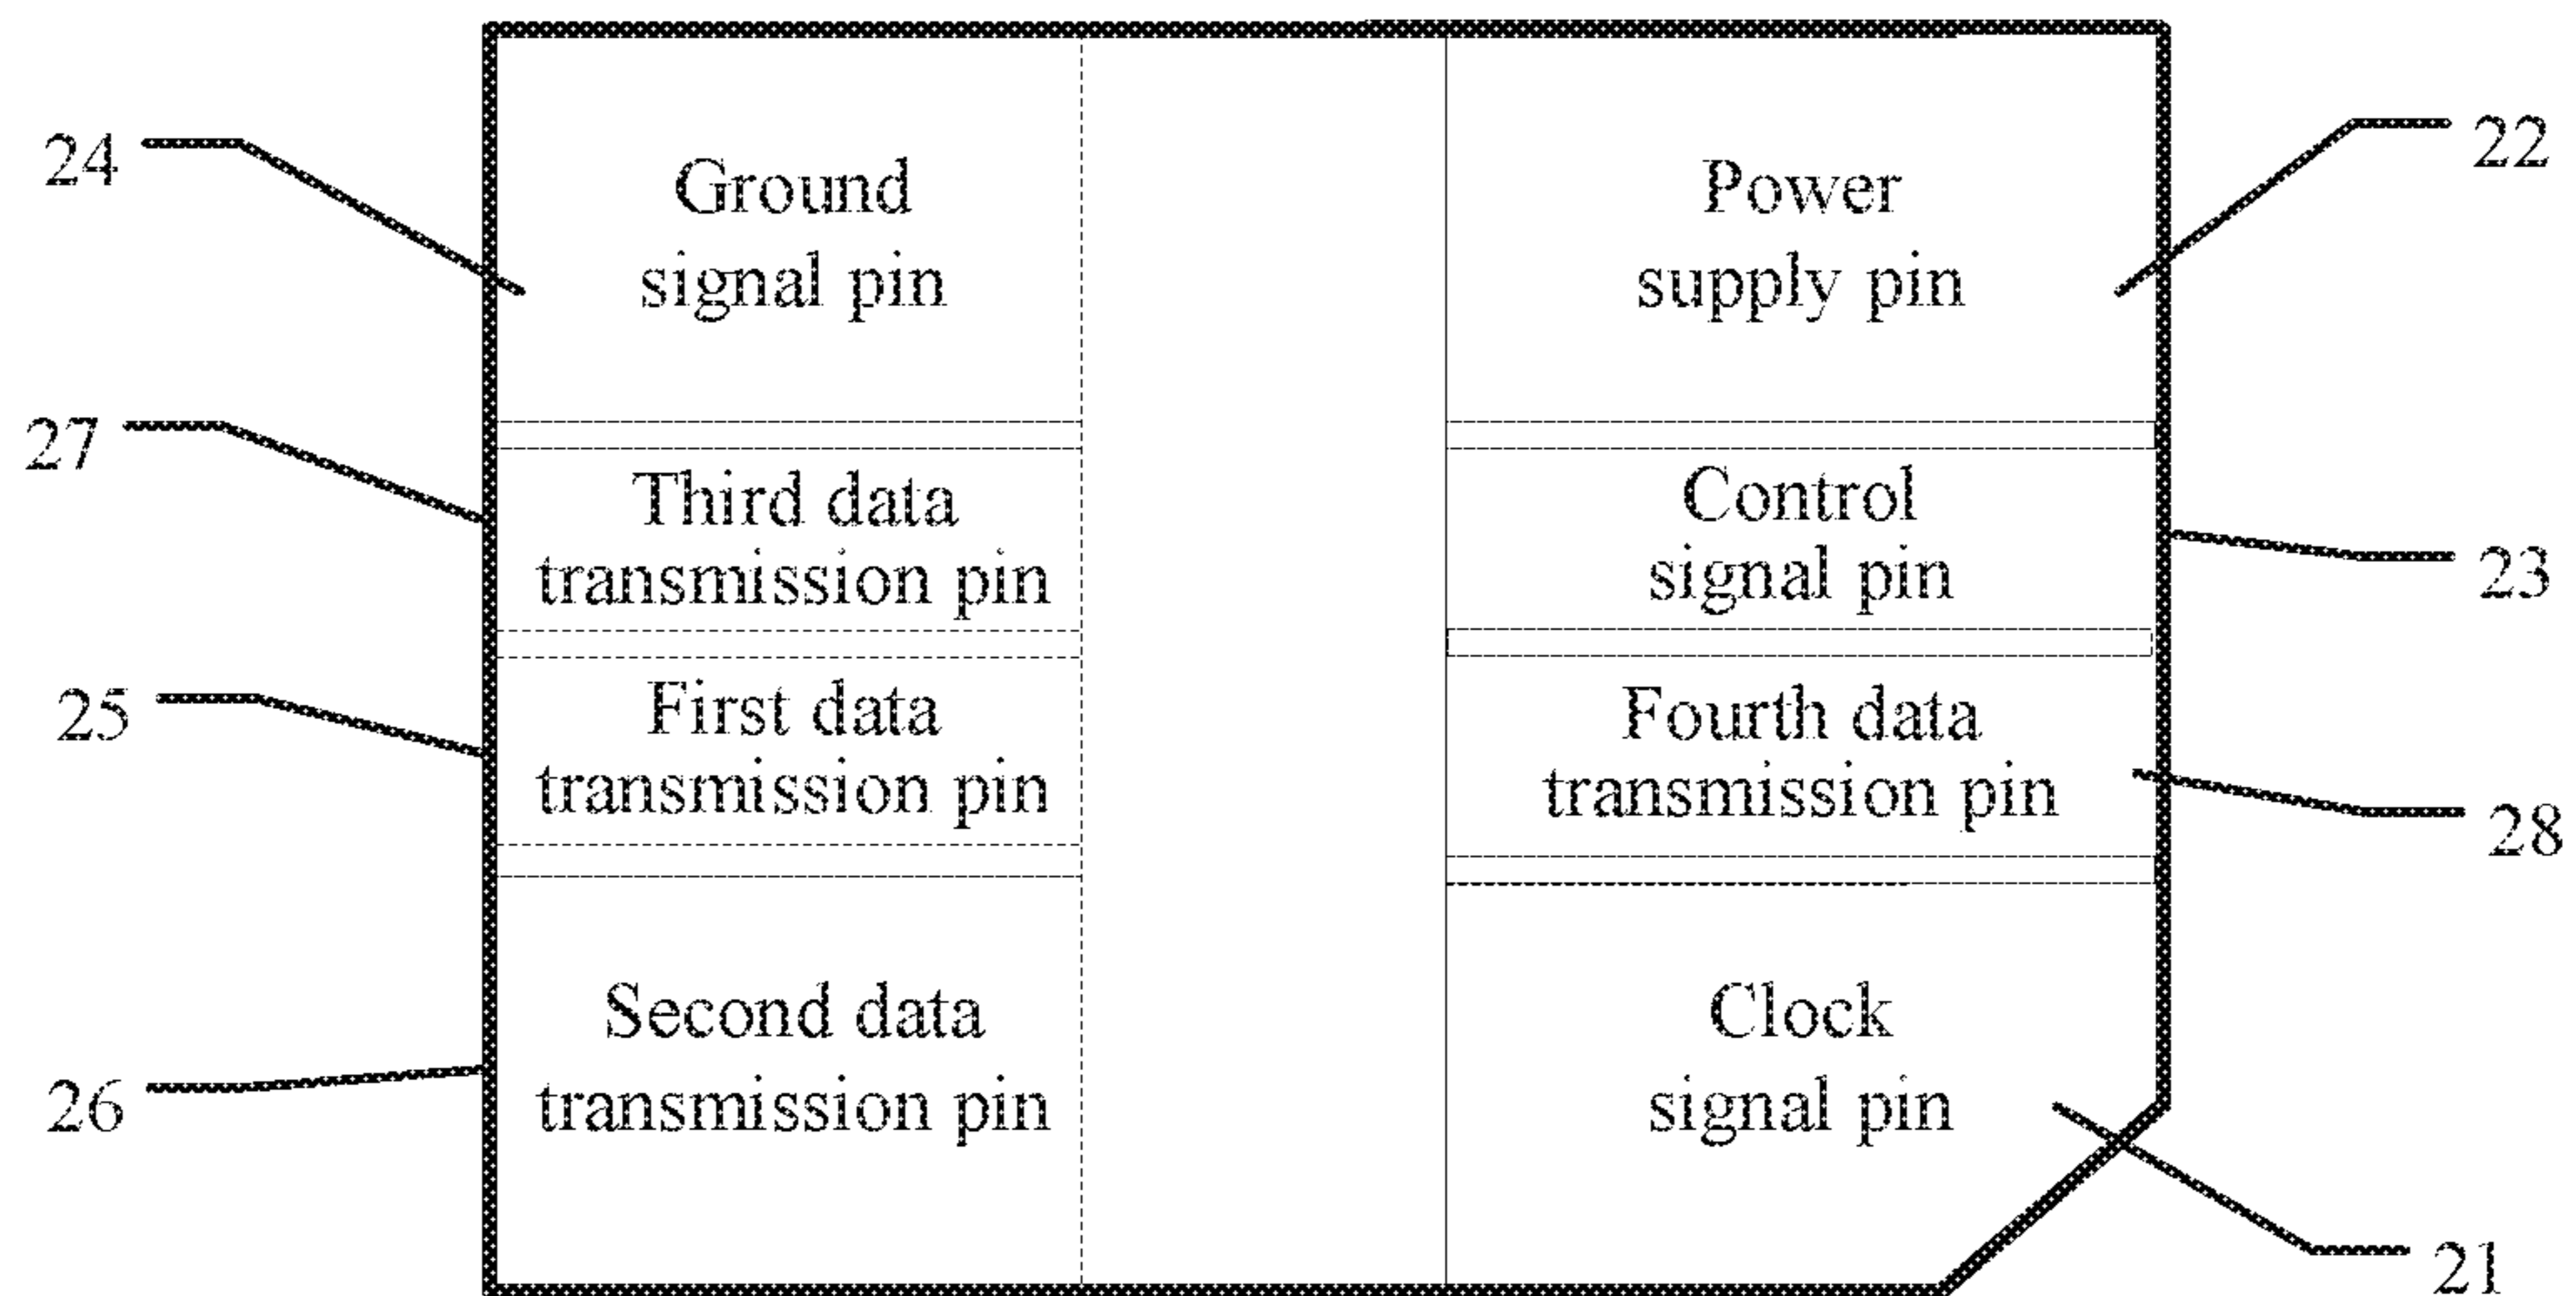 24
Ground
signal pin
Power
supply pin
22
27
Third data
transmission pin
Control
signal pin
23
25
First data
transmission pin
Fourth data
transmission pin
28
26
Second data
transmission pin
Clock
signal pin
21